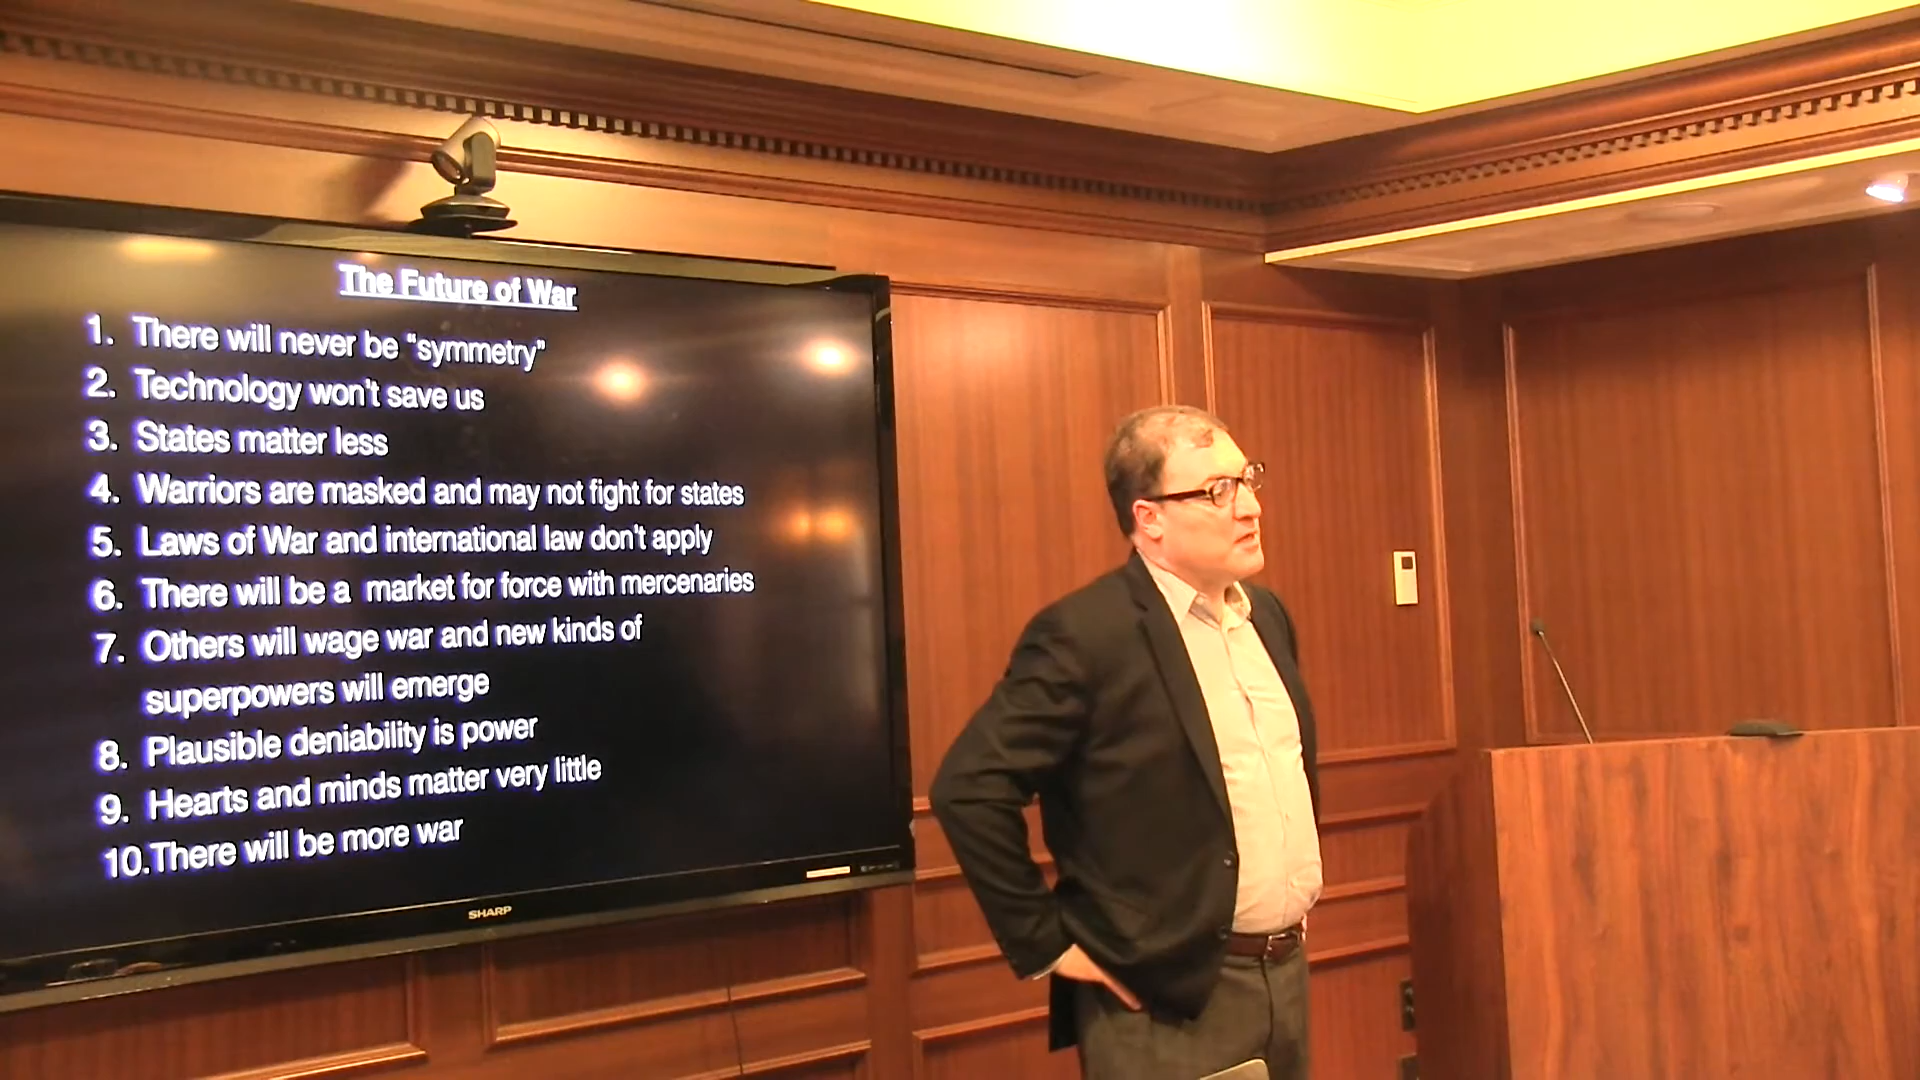 The Future of War
1. There will never be “symmetry”
2. Technology won't save us
3. States matter less
4. Warriors are masked and may not fight for states
5. Laws of War and international law don't apply
6. There will be a market for force with mercenaries
7. Others will wage war and new kinds of
superpowers will emerge
8. Plausible deniability is power
9. Hearts and minds matter very little
10.There will be more war
SHARP